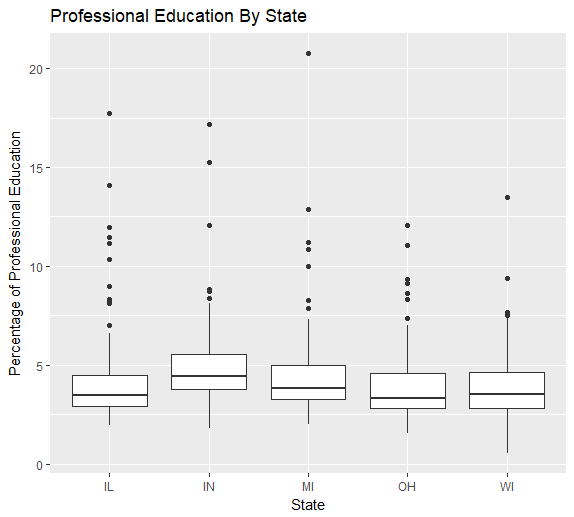 Professional Education By State
Percentage of Professional Education
20
15
10
5
0
IL IN MI OH WI
State